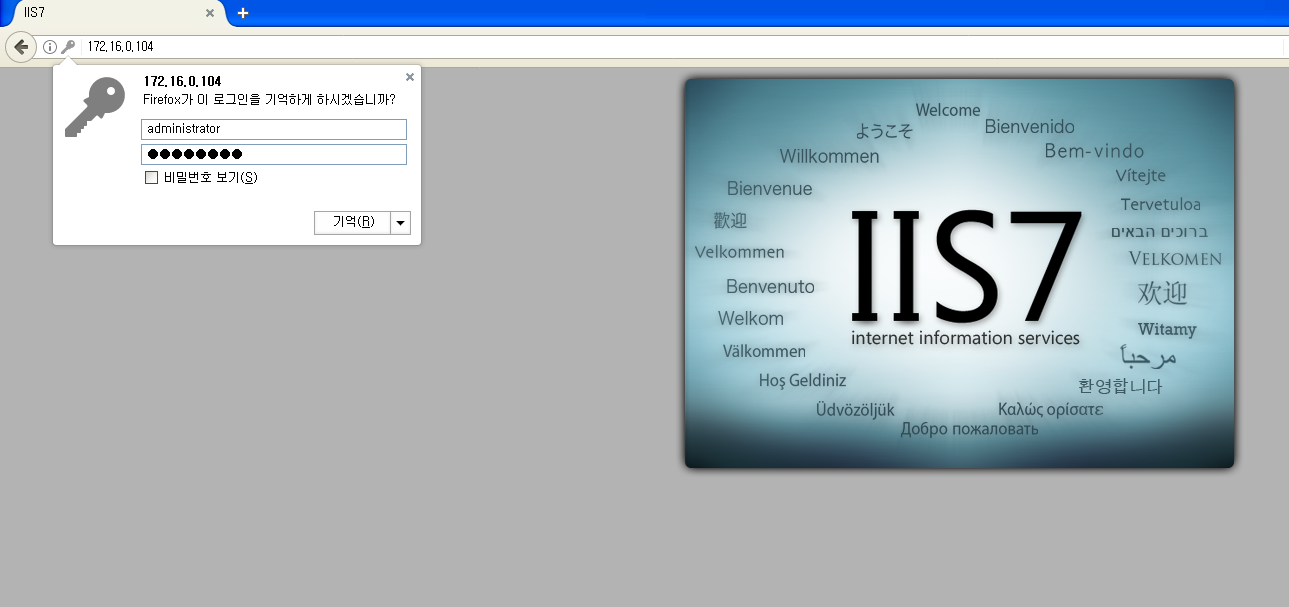 IIS7
172.16.0.104
172.16.0.104
Firefox가 이 로그인을 기억하게 하시겠습니까?
administrator
비밀번호 보기(S)
기억(R)
Welcome
ようこそ
Bienvenido
Willkommen
Bem-vindo
Bienvenue
Vítejte
歡迎
Tervetuloa
Velkommen
ברוכים הבאים
VELKOMEN
Benvenuto
欢迎
Welkom
Witamy
Välkommen
مرحباً
Hoş Geldiniz
환영합니다
Üdvözöljük
Καλώς ορίσατε
Добро пожаловать
IIS7
internet information services